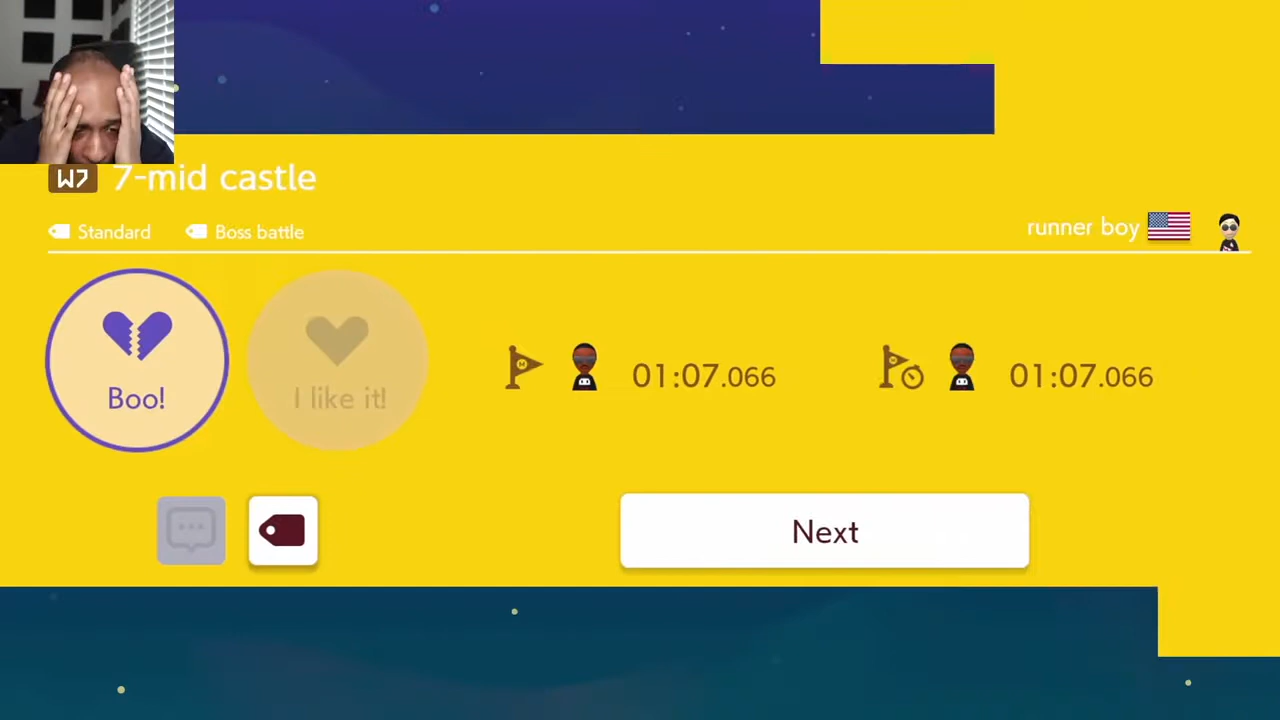 W7 7-mid castle
Standard Boss battle
runner boy
Boo!
I like it!
M 01:07.066
M 01:07.066
Next